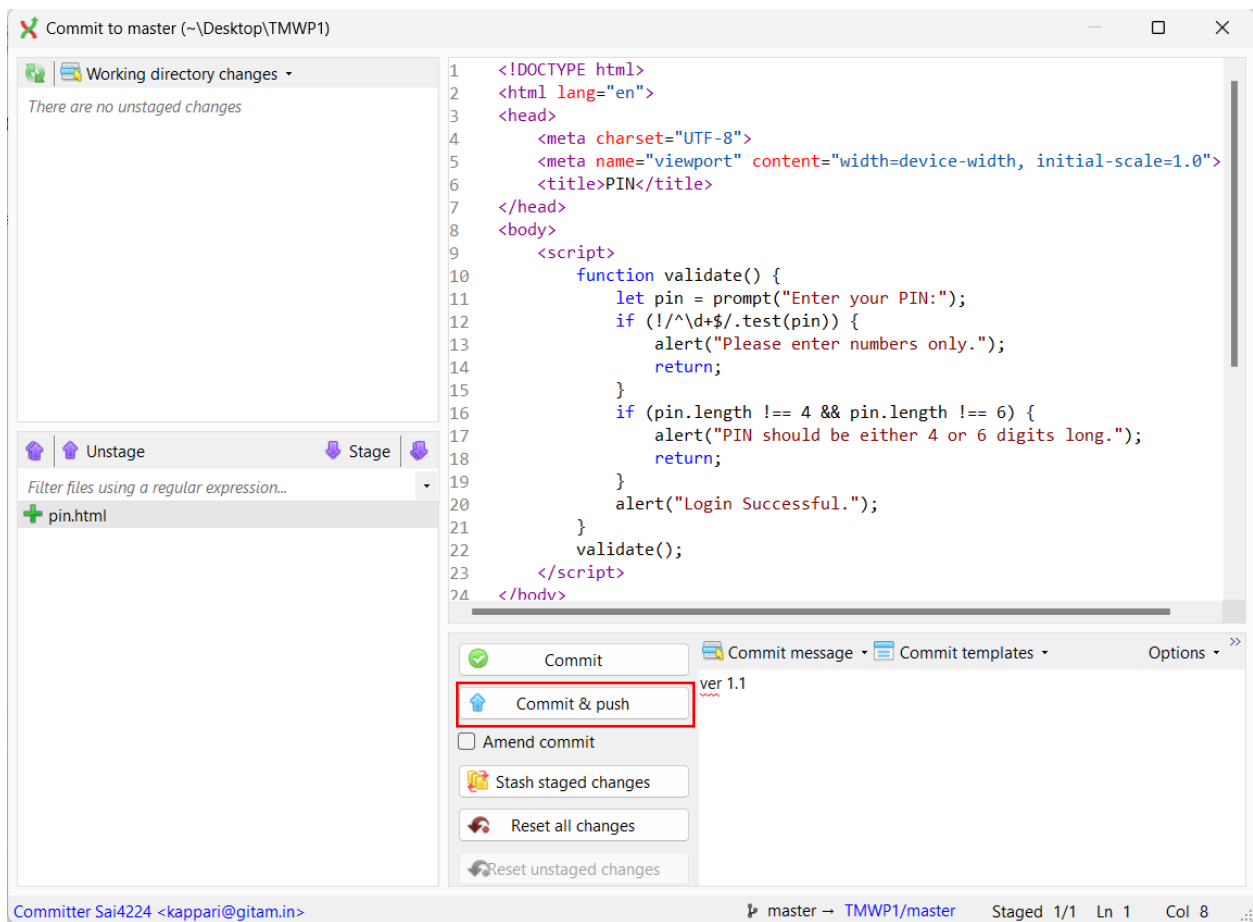 Commit to master (~\Desktop\TMWP1)
Working directory changes
There are no unstaged changes
Unstage
Stage
Filter files using a regular expression...
pin.html
1 <!DOCTYPE html>
2 <html lang="en">
3 <head>
4     <meta charset="UTF-8">
5     <meta name="viewport" content="width=device-width, initial-scale=1.0">
6     <title>PIN</title>
7 </head>
8 <body>
9     <script>
10         function validate() {
11             let pin = prompt("Enter your PIN:");
12             if (!/^\d+$/.test(pin)) {
13                 alert("Please enter numbers only.");
14                 return;
15             }
16             if (pin.length !== 4 && pin.length !== 6) {
17                 alert("PIN should be either 4 or 6 digits long.");
18                 return;
19             }
20             alert("Login Successful.");
21         }
22         validate();
23     </script>
24 </body>
Commit
Commit & push
Amend commit
Stash staged changes
Reset all changes
Reset unstaged changes
Commit message
Commit templates
Options
ver 1.1
Committer Sai4224 <kappari@gitam.in>
master → TMWP1/master
Staged 1/1
Ln 1
Col 8